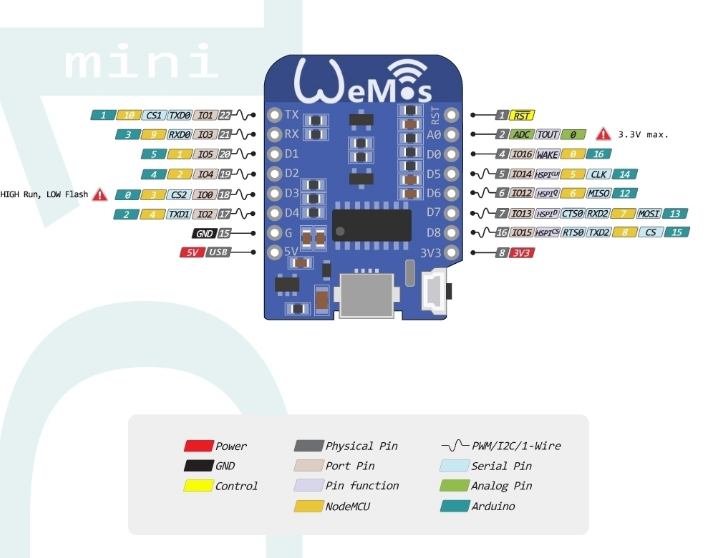 mini
WeMos
TX
RX
D1
D2
D3
D4
G
5V
RST
A0
D0
D5
D6
D7
D8
3V3
1 10 CS1 TXD0 IO1 22
3 9 RXD0 IO3 21
5 1 IO5 20
4 2 IO4 19
HIGH Run, LOW Flash 0 3 CS2 IO0 18
2 4 TXD1 IO2 17
GND 15
5V USB
1 RST
2 ADC TOUT 0 3.3V max.
4 IO16 WAKE 0 16
5 IO14 HSPICLK 5 CLK 14
6 IO12 HSPIQ 6 MISO 12
7 IO13 HSPID CTS0 RXD2 7 MOSI 13
16 IO15 HSPICS RTS0 TXD2 8 CS 15
8 3V3
Power
GND
Control
Physical Pin
Port Pin
Pin function
NodeMCU
PWM/I2C/1-Wire
Serial Pin
Analog Pin
Arduino